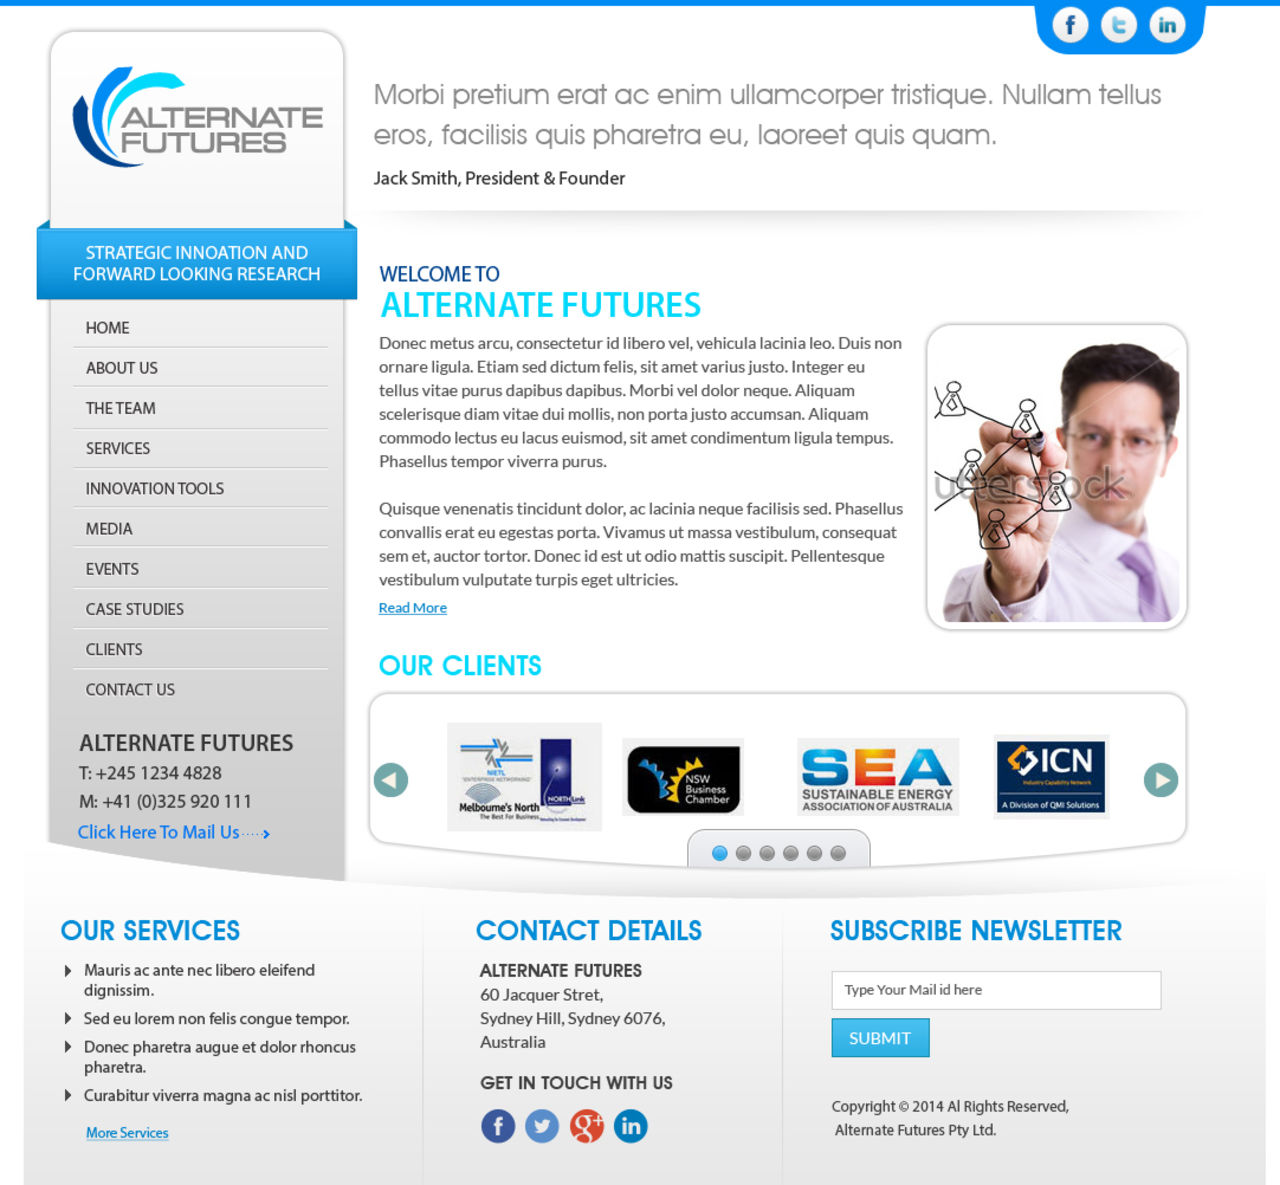 ALTERNATE
FUTURES
STRATEGIC INNOATION AND
FORWARD LOOKING RESEARCH
HOME
ABOUT US
THE TEAM
SERVICES
INNOVATION TOOLS
MEDIA
EVENTS
CASE STUDIES
CLIENTS
CONTACT US
ALTERNATE FUTURES
T: +245 1234 4828
M: +41 (0)325 920 111
Click Here To Mail Us
Morbi pretium erat ac enim ullamcorper tristique. Nullam tellus
eros, facilisis quis pharetra eu, laoreet quis quam.
Jack Smith, President & Founder
WELCOME TO
ALTERNATE FUTURES
Donec metus arcu, consectetur id libero vel, vehicula lacinia leo. Duis non
ornare ligula. Etiam sed dictum felis, sit amet varius justo. Integer eu
tellus vitae purus dapibus dapibus. Morbi vel dolor neque. Aliquam
scelerisque diam vitae dui mollis, non porta justo accumsan. Aliquam
commodo lectus eu lacus euismod, sit amet condimentum ligula tempus.
Phasellus tempor viverra purus.
Quisque venenatis tincidunt dolor, ac lacinia neque facilisis sed. Phasellus
convallis erat eu egestas porta. Vivamus ut massa vestibulum, consequat
sem et, auctor tortor. Donec id est ut odio mattis suscipit. Pellentesque
vestibulum vulputate turpis eget ultricies.
Read More
utterstock
OUR CLIENTS
NIETL
"ENTERPRISE NETWORKING"
NORTHLink
Melbourne's North
The Best For Business
NSW
Business
Chamber
SEA
SUSTAINABLE ENERGY
ASSOCIATION OF AUSTRALIA
ICN
Industry Capability Network
A Division of QMI Solutions
OUR SERVICES
Mauris ac ante nec libero eleifend
dignissim.
Sed eu lorem non felis congue tempor.
Donec pharetra augue et dolor rhoncus
pharetra.
Curabitur viverra magna ac nisl porttitor.
More Services
CONTACT DETAILS
ALTERNATE FUTURES
60 Jacquer Stret,
Sydney Hill, Sydney 6076,
Australia
GET IN TOUCH WITH US
SUBSCRIBE NEWSLETTER
Type Your Mail id here
SUBMIT
Copyright © 2014 Al Rights Reserved,
Alternate Futures Pty Ltd.